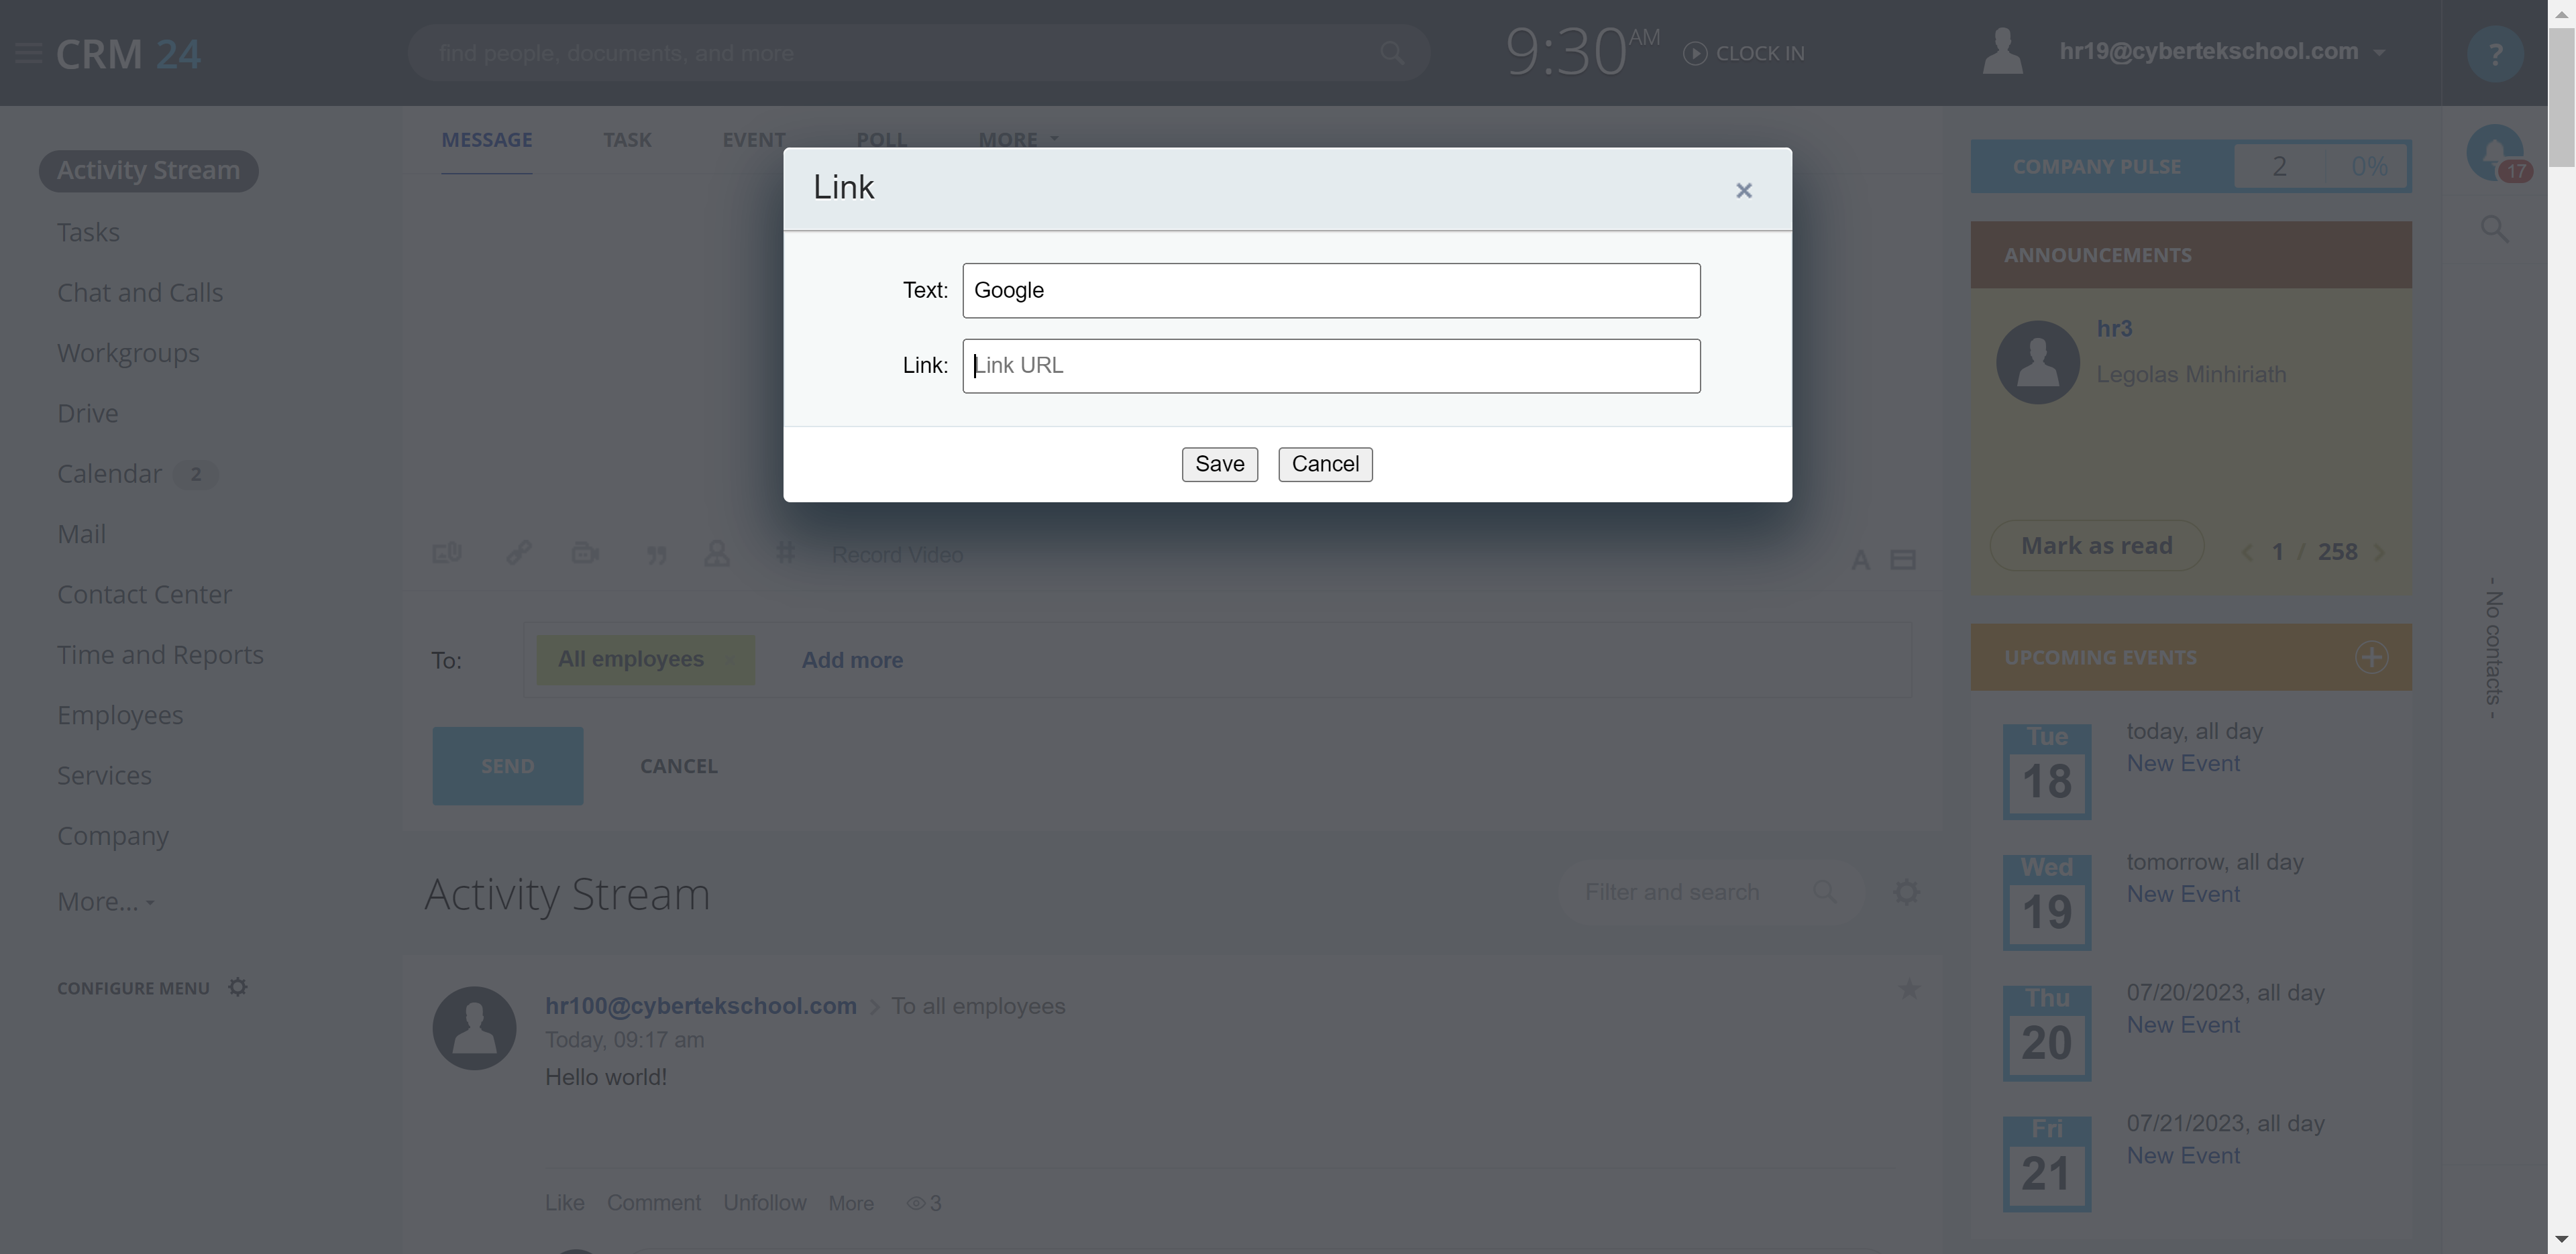 CRM 24
find people, documents, and more
9:30 AM
CLOCK IN
hr19@cybertekschool.com
?
Activity Stream
Tasks
Chat and Calls
Workgroups
Drive
Calendar 2
Mail
Contact Center
Time and Reports
Employees
Services
Company
More...
CONFIGURE MENU
MESSAGE TASK EVENT POLL MORE
Link ×
Text: Google
Link: Link URL
Save Cancel
Record Video
A
To: All employees Add more
SEND CANCEL
Activity Stream
Filter and search
hr100@cybertekschool.com > To all employees
Today, 09:17 am
Hello world!
Like Comment Unfollow More 3
COMPANY PULSE 2 0%
ANNOUNCEMENTS
hr3
Legolas Minhiriath
Mark as read
1 / 258
UPCOMING EVENTS
Tue
18
today, all day
New Event
Wed
19
tomorrow, all day
New Event
Thu
20
07/20/2023, all day
New Event
Fri
21
07/21/2023, all day
New Event
17
- No contacts -